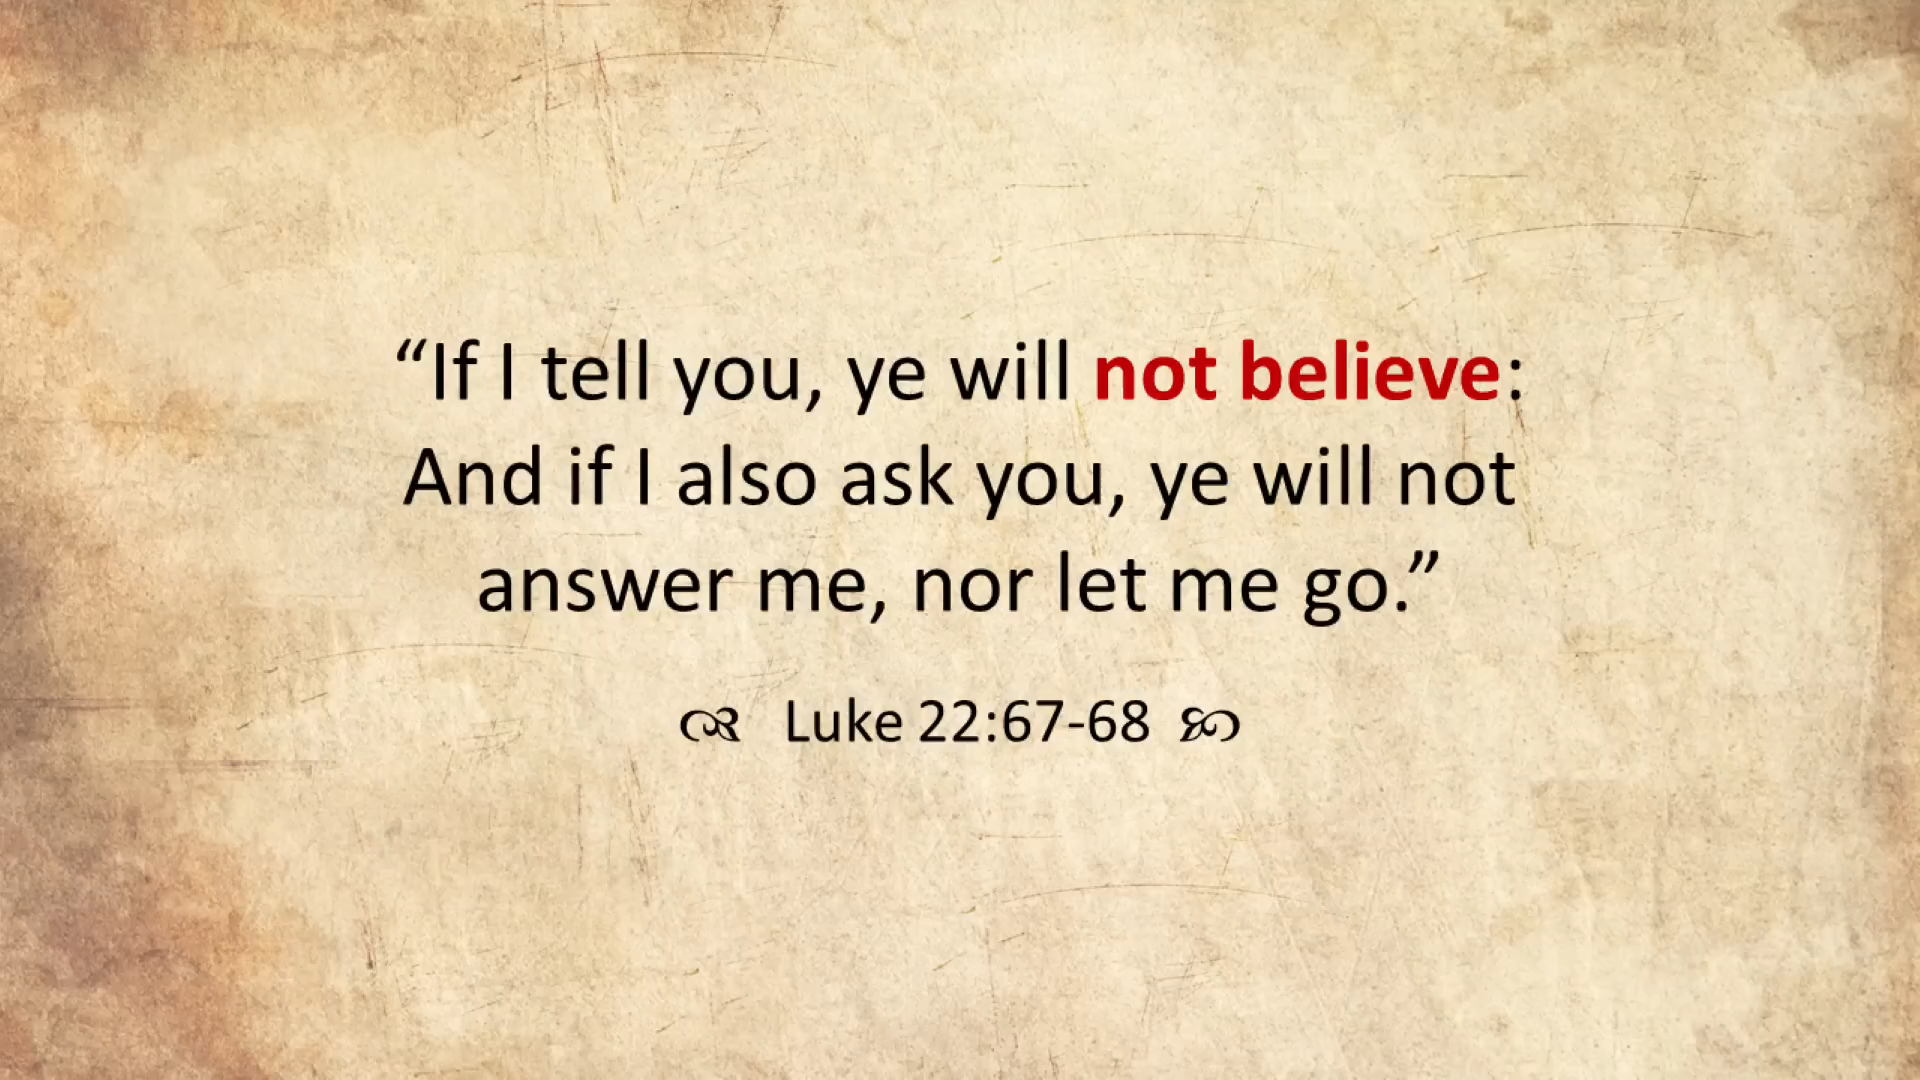 “If I tell you, ye will not believe:
And if I also ask you, ye will not
answer me, nor let me go.”
Luke 22:67-68